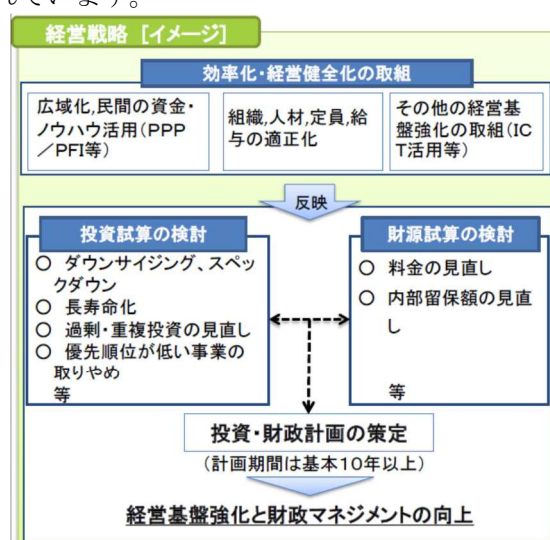 ています。
経営戦略 [イメージ]
効率化・経営健全化の取組
広域化,民間の資金・
ノウハウ活用(PPP
／PFI等)
組織,人材,定員,給
与の適正化
その他の経営基
盤強化の取組(IC
T活用等)
反映
投資試算の検討
○ ダウンサイジング、スペッ
クダウン
○ 長寿命化
○ 過剰・重複投資の見直し
○ 優先順位が低い事業の
取りやめ
等
財源試算の検討
○ 料金の見直し
○ 内部留保額の見直
し
等
投資・財政計画の策定
(計画期間は基本10年以上)
経営基盤強化と財政マネジメントの向上